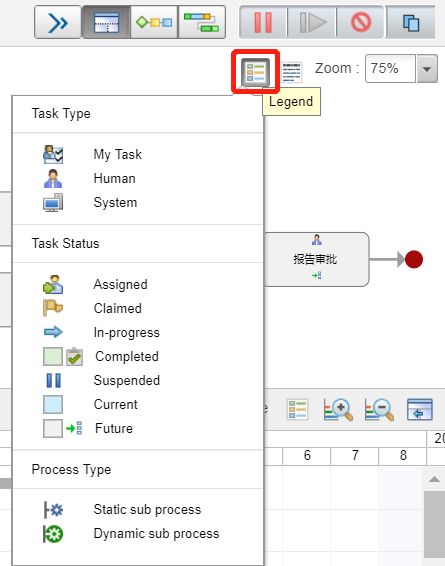 Zoom :
75%
Legend
Task Type
My Task
Human
System
Task Status
Assigned
Claimed
In-progress
Completed
Suspended
Current
Future
Process Type
Static sub process
Dynamic sub process
报告审批
e
20
6 7 8